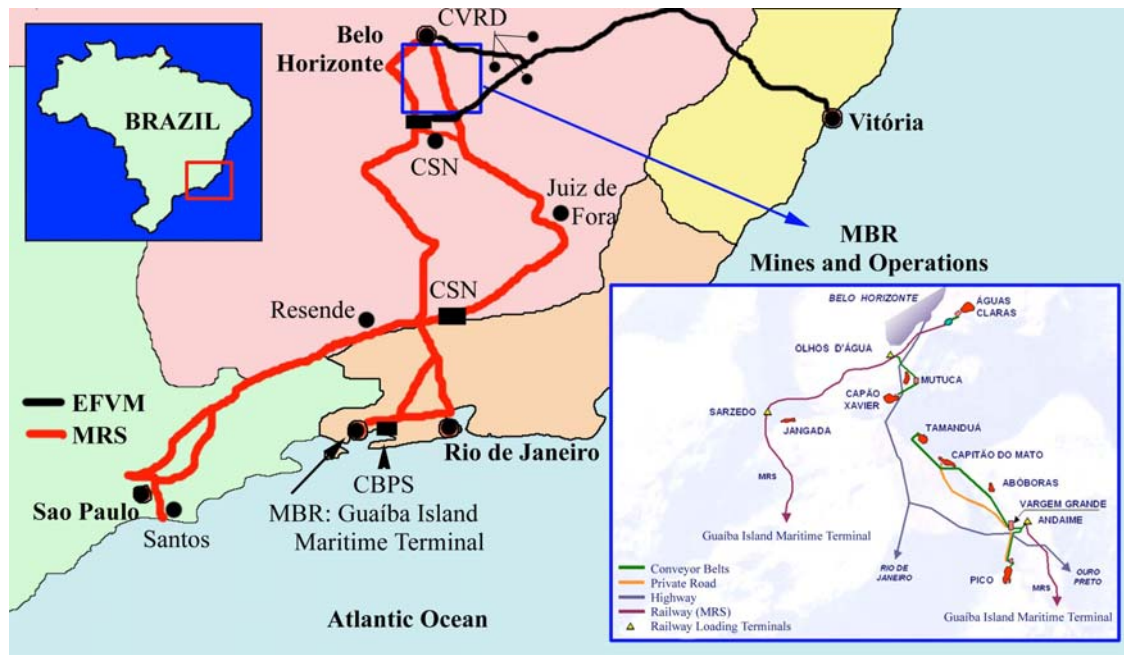 CVRD
Belo
Horizonte
BRAZIL
Vitória
CSN
Juiz de
Fora
MBR
Mines and Operations
CSN
Resende
EFVM
MRS
Rio de Janeiro
CBPS
Sao Paulo
MBR: Guaíba Island
Maritime Terminal
Santos
Atlantic Ocean
BELO HORIZONTE
ÁGUAS
CLARAS
OLHOS D'ÁGUA
MUTUCA
CAPÃO
XAVIER
SARZEDO
JANGADA
TAMANDUÁ
CAPITÃO DO MATO
ABÓBORAS
MRS
VARGEM GRANDE
ANDAIME
Guaíba Island Maritime Terminal
RIO DE
JANEIRO
PICO
OURO
PRETO
MRS
Guaíba Island Maritime Terminal
Conveyor Belts
Private Road
Highway
Railway (MRS)
Railway Loading Terminals